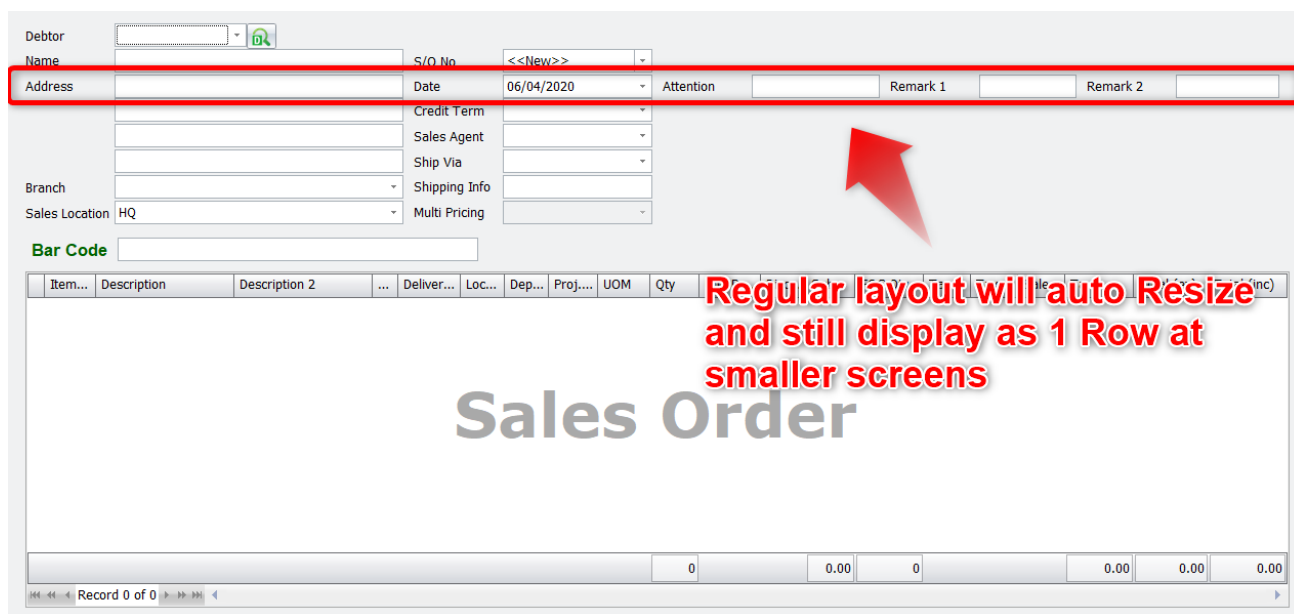 Debtor
Name S/O No <<New>>
Address Date 06/04/2020 Attention Remark 1 Remark 2
Credit Term
Sales Agent
Ship Via
Branch Shipping Info
Sales Location HQ Multi Pricing
Bar Code
Item... Description Description 2 ... Deliver... Loc... Dep... Proj.... UOM Qty
Regular layout will auto Resize
and still display as 1 Row at
smaller screens
Sales Order
0 0.00 0 0.00 0.00 0.00
Record 0 of 0